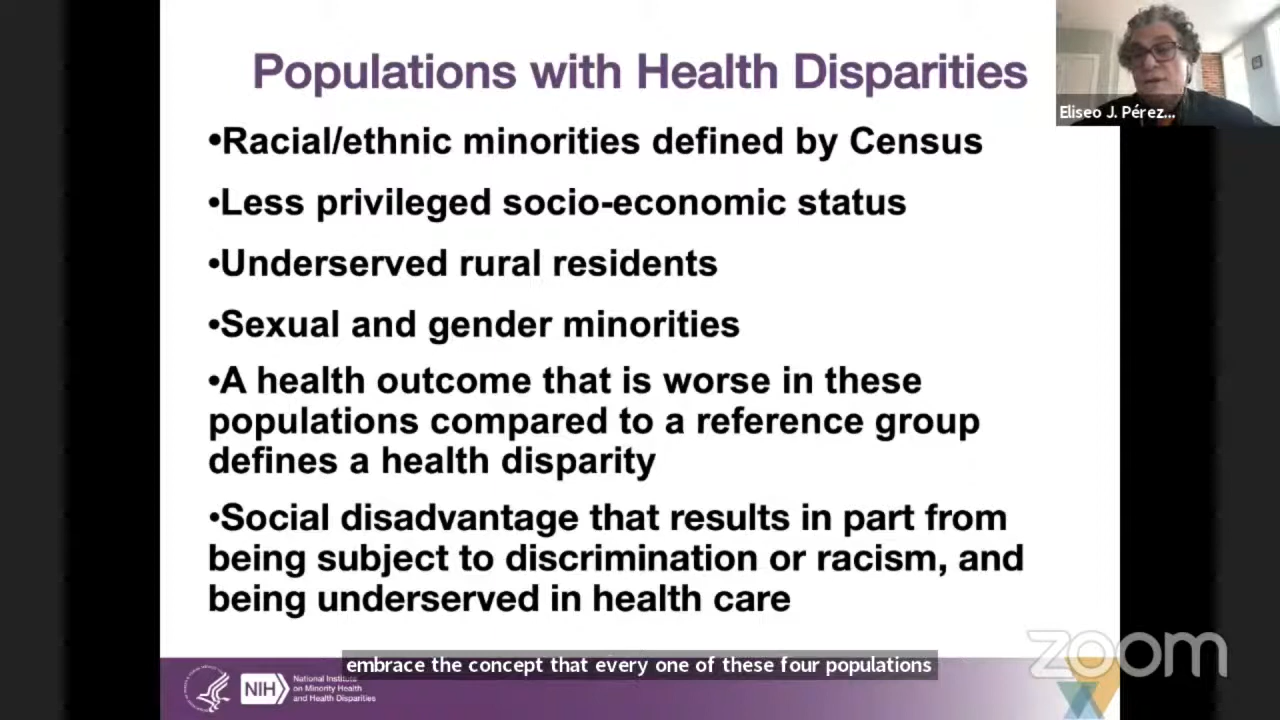 Populations with Health Disparities
•Racial/ethnic minorities defined by Census
•Less privileged socio-economic status
•Underserved rural residents
•Sexual and gender minorities
•A health outcome that is worse in these
populations compared to a reference group
defines a health disparity
•Social disadvantage that results in part from
being subject to discrimination or racism, and
being underserved in health care
Eliseo J. Pérez...
embrace the concept that every one of these four populations
NIH
National Institute
on Minority Health
and Health Disparities
zoom